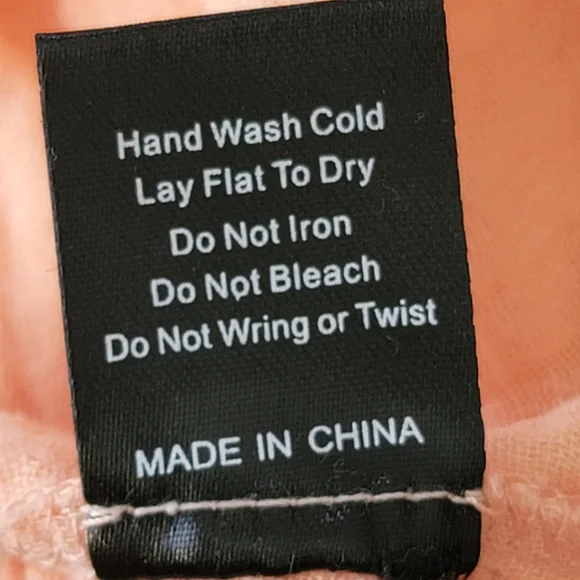 Hand Wash Cold
Lay Flat To Dry
Do Not Iron
Do Not Bleach
Do Not Wring or Twist
MADE IN CHINA